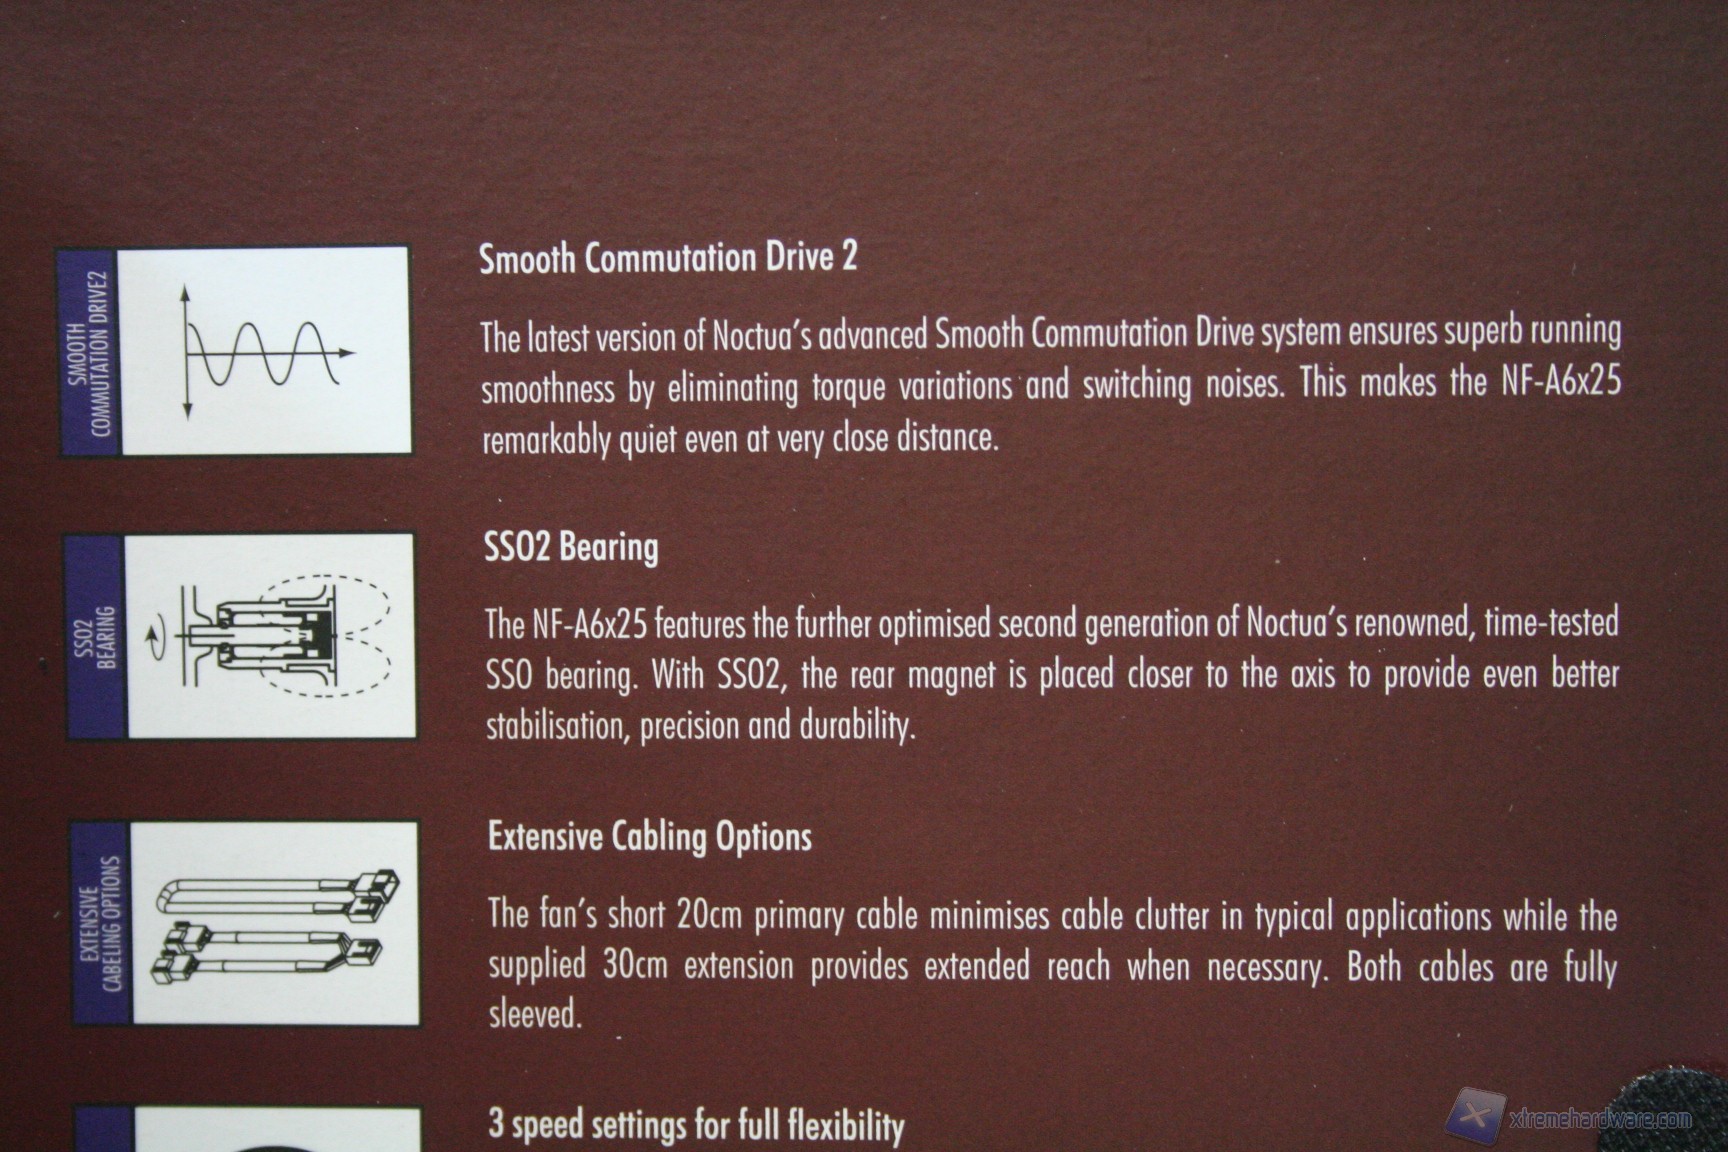 SMOOTH
COMMUTATION DRIVE2
Smooth Commutation Drive 2
The latest version of Noctua's advanced Smooth Commutation Drive system ensures superb running
smoothness by eliminating torque variations and switching noises. This makes the NF-A6x25
remarkably quiet even at very close distance.
SSO2
BEARING
SSO2 Bearing
The NF-A6x25 features the further optimised second generation of Noctua's renowned, time-tested
SSO bearing. With SSO2, the rear magnet is placed closer to the axis to provide even better
stabilisation, precision and durability.
EXTENSIVE
CABELING OPTIONS
Extensive Cabling Options
The fan's short 20cm primary cable minimises cable clutter in typical applications while the
supplied 30cm extension provides extended reach when necessary. Both cables are fully
sleeved.
3 speed settings for full flexibility
xtremehardware.com